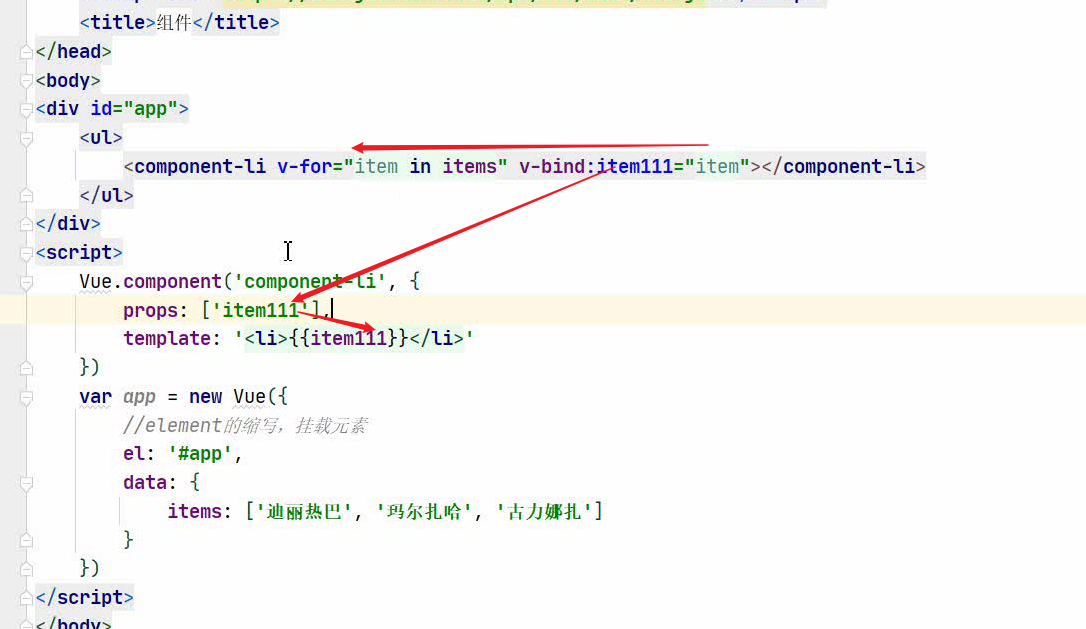 <title>组件</title>
</head>
<body>
<div id="app">
<ul>
<component-li v-for="item in items" v-bind:item111="item"></component-li>
</ul>
</div>
<script>
Vue.component('component-li', {
props: ['item111'],
template: '<li>{{item111}}</li>'
})
var app = new Vue({
//element的缩写，挂载元素
el: '#app',
data: {
items: ['迪丽热巴', '玛尔扎哈', '古力娜扎']
}
})
</script>
</body>